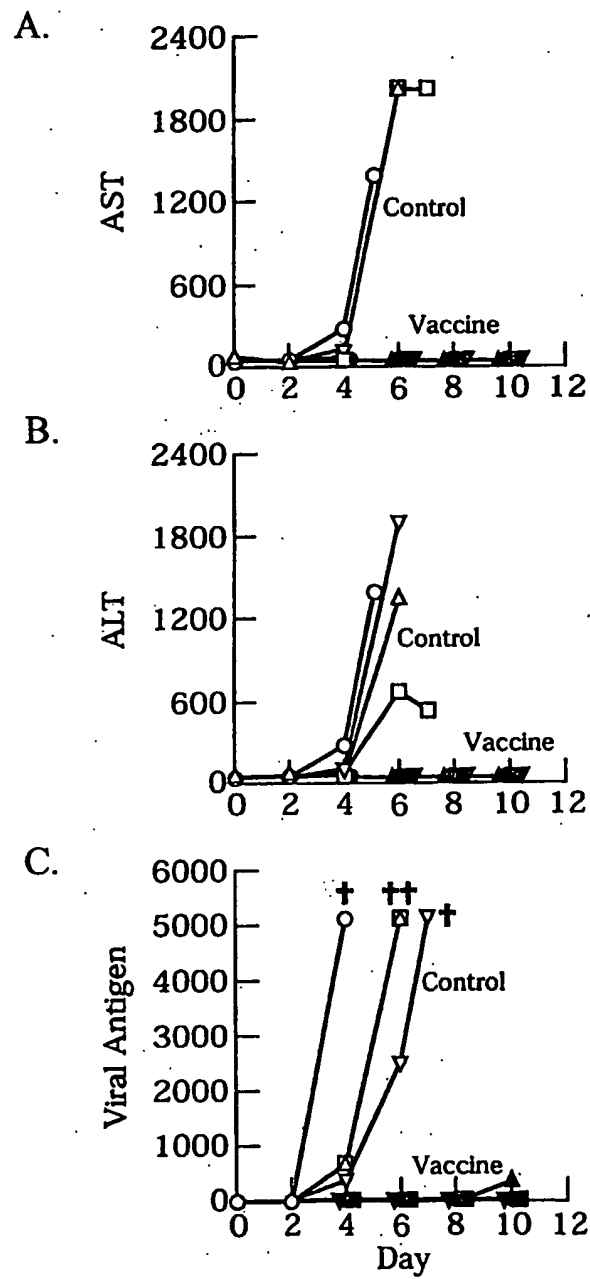 A.
2400
1800
1200
600
0
AST
Control
Vaccine
0 2 4 6 8 10 12
B.
2400
1800
1200
600
0
ALT
Control
Vaccine
0 2 4 6 8 10 12
C.
6000
5000
4000
3000
2000
1000
0
Viral Antigen
† †† †
Control
Vaccine
0 2 4 6 8 10 12
Day